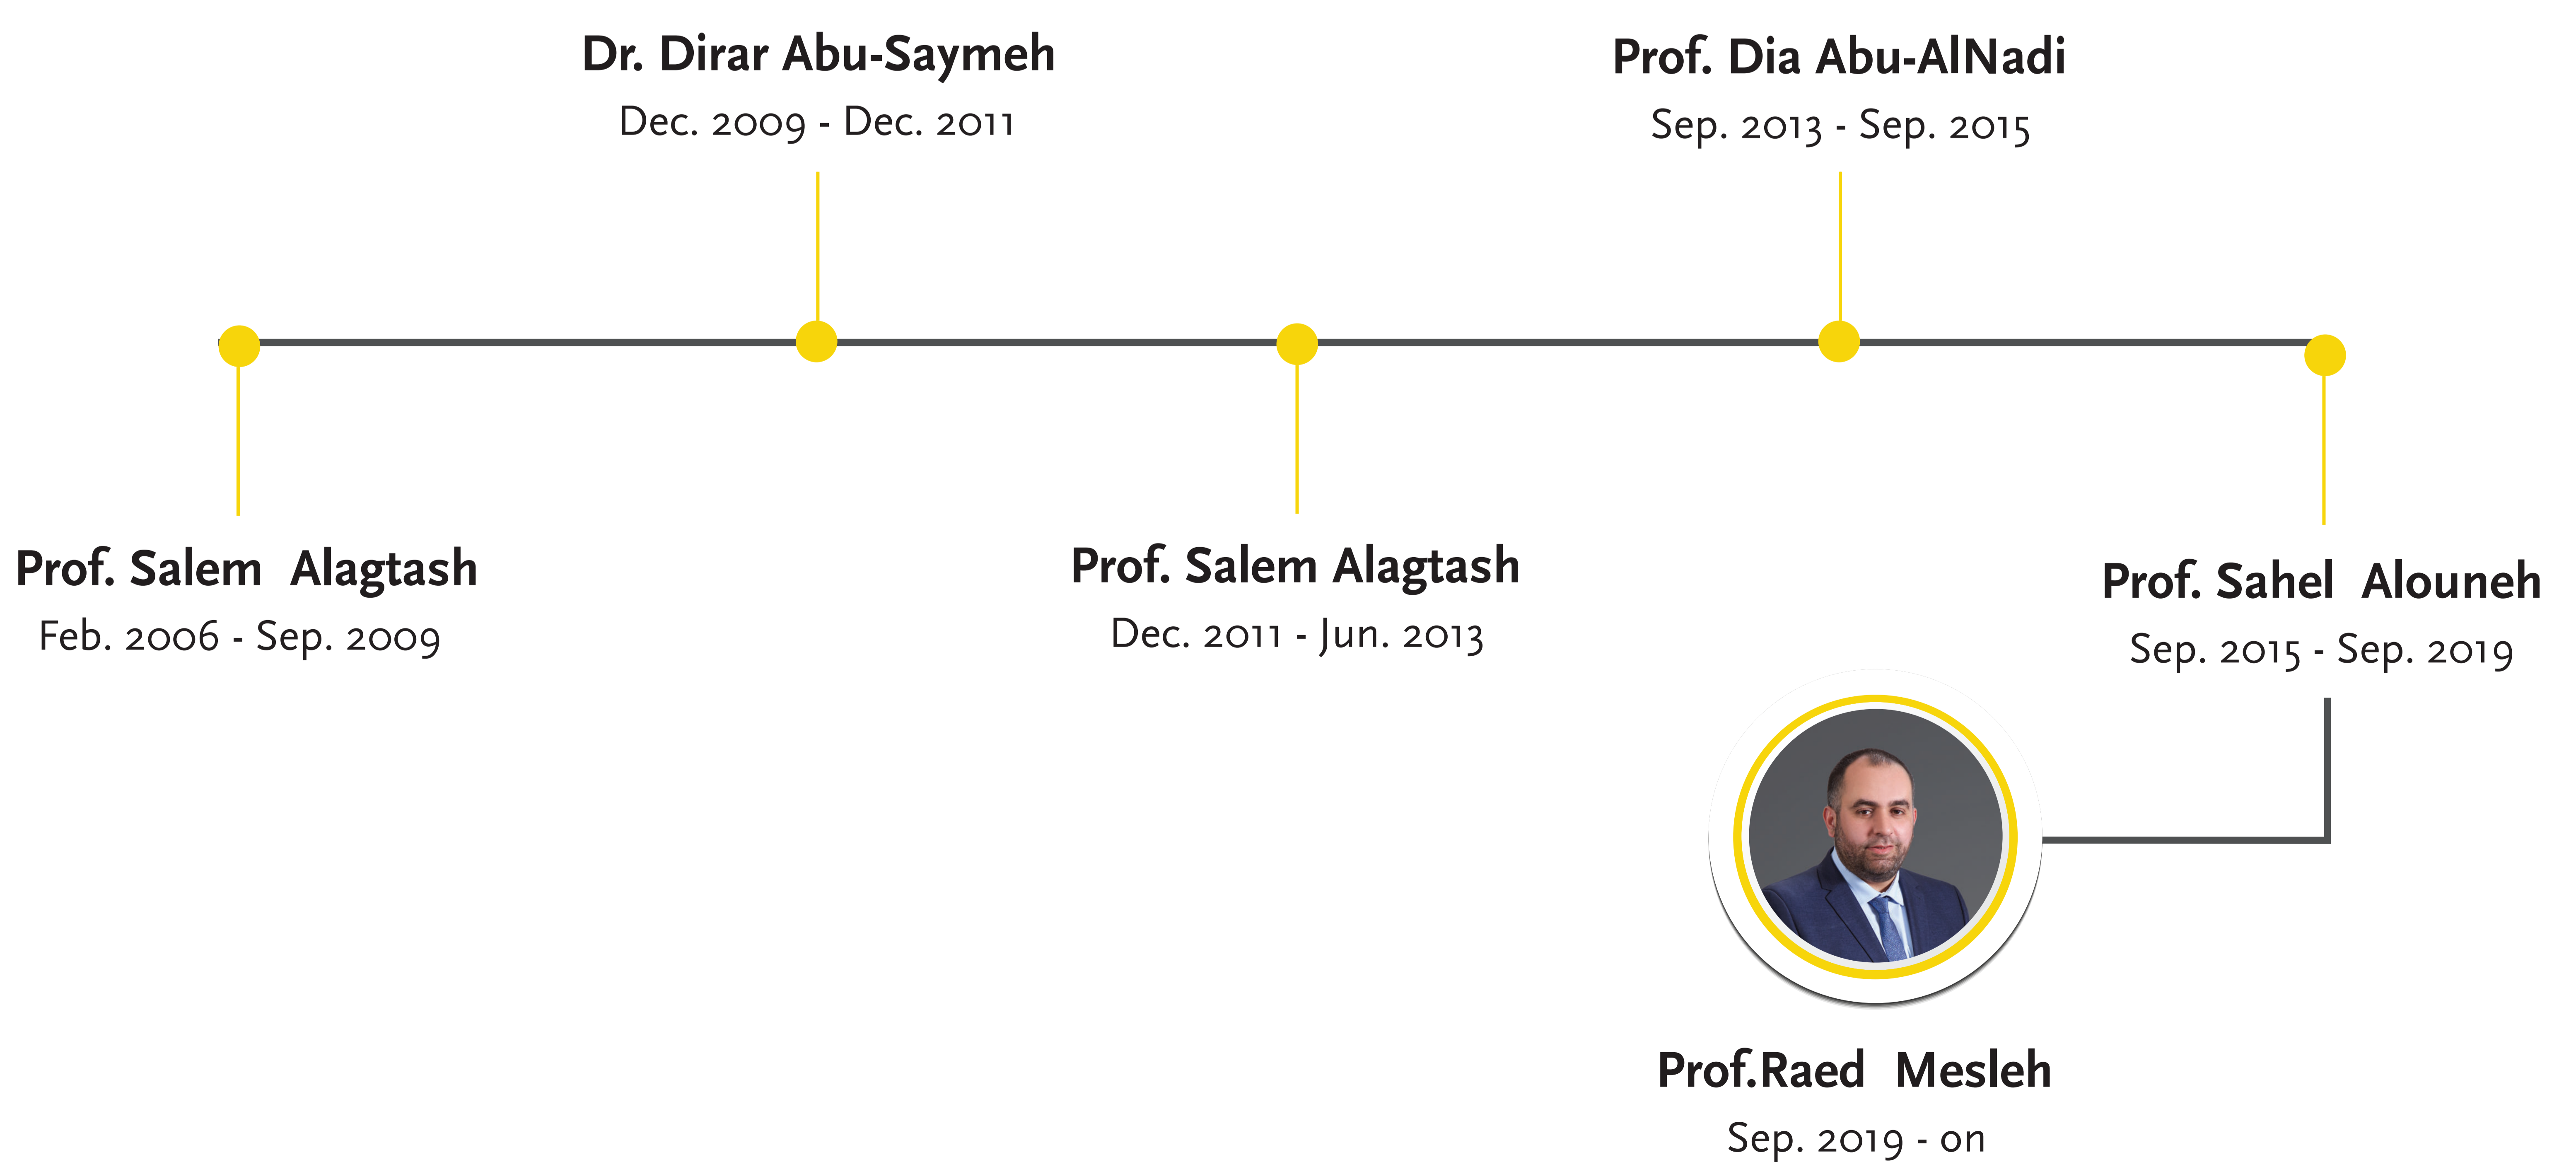 Dr. Dirar Abu-Saymeh
Dec. 2009 - Dec. 2011
Prof. Dia Abu-AlNadi
Sep. 2013 - Sep. 2015
Prof. Salem Alagtash
Feb. 2006 - Sep. 2009
Prof. Salem Alagtash
Dec. 2011 - Jun. 2013
Prof. Sahel Alouneh
Sep. 2015 - Sep. 2019
Prof.Raed Mesleh
Sep. 2019 - on